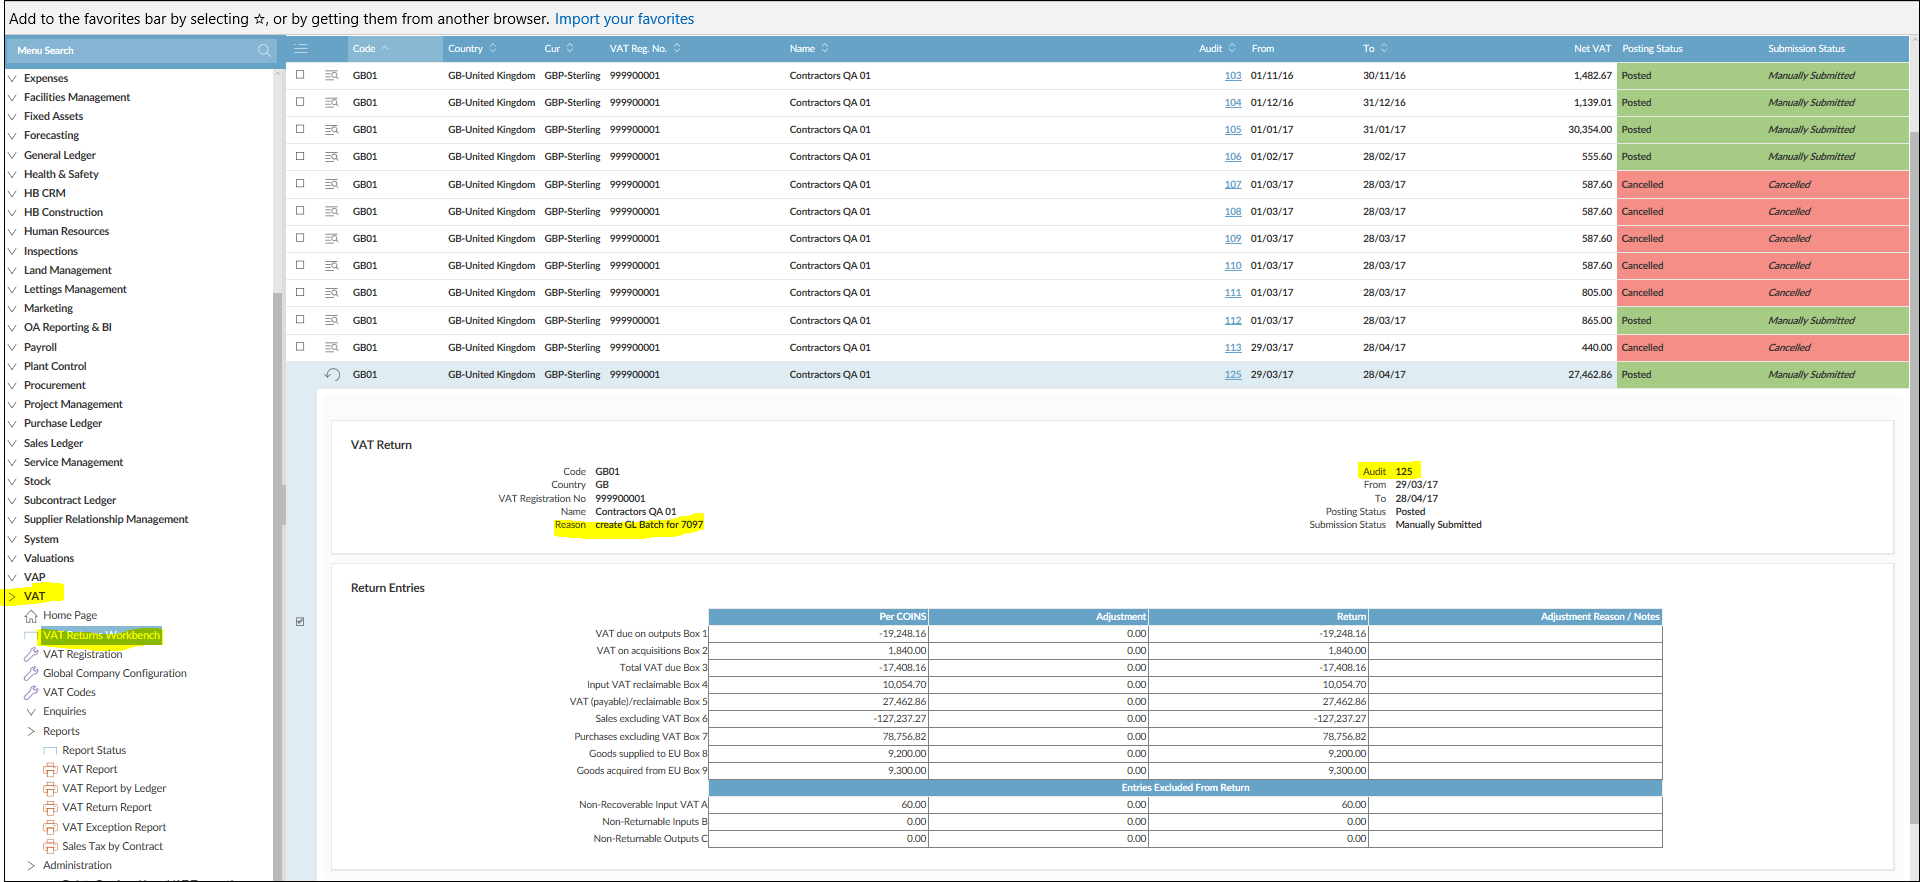 Add to the favorites bar by selecting ☆, or by getting them from another browser. Import your favorites
Menu Search
Expenses
Facilities Management
Fixed Assets
Forecasting
General Ledger
Health & Safety
HB CRM
HB Construction
Human Resources
Inspections
Land Management
Lettings Management
Marketing
OA Reporting & BI
Payroll
Plant Control
Procurement
Project Management
Purchase Ledger
Sales Ledger
Service Management
Stock
Subcontract Ledger
Supplier Relationship Management
System
Valuations
VAP
VAT
Home Page
VAT Returns Workbench
VAT Registration
Global Company Configuration
VAT Codes
Enquiries
Reports
Report Status
VAT Report
VAT Report by Ledger
VAT Return Report
VAT Exception Report
Sales Tax by Contract
Administration
Code Country Cur VAT Reg. No. Name Audit From To Net VAT Posting Status Submission Status
GB01 GB-United Kingdom GBP-Sterling 999900001 Contractors QA 01 103 01/11/16 30/11/16 1,482.67 Posted Manually Submitted
GB01 GB-United Kingdom GBP-Sterling 999900001 Contractors QA 01 104 01/12/16 31/12/16 1,139.01 Posted Manually Submitted
GB01 GB-United Kingdom GBP-Sterling 999900001 Contractors QA 01 105 01/01/17 31/01/17 30,354.00 Posted Manually Submitted
GB01 GB-United Kingdom GBP-Sterling 999900001 Contractors QA 01 106 01/02/17 28/02/17 555.60 Posted Manually Submitted
GB01 GB-United Kingdom GBP-Sterling 999900001 Contractors QA 01 107 01/03/17 28/03/17 587.60 Cancelled Cancelled
GB01 GB-United Kingdom GBP-Sterling 999900001 Contractors QA 01 108 01/03/17 28/03/17 587.60 Cancelled Cancelled
GB01 GB-United Kingdom GBP-Sterling 999900001 Contractors QA 01 109 01/03/17 28/03/17 587.60 Cancelled Cancelled
GB01 GB-United Kingdom GBP-Sterling 999900001 Contractors QA 01 110 01/03/17 28/03/17 587.60 Cancelled Cancelled
GB01 GB-United Kingdom GBP-Sterling 999900001 Contractors QA 01 111 01/03/17 28/03/17 805.00 Cancelled Cancelled
GB01 GB-United Kingdom GBP-Sterling 999900001 Contractors QA 01 112 01/03/17 28/03/17 865.00 Posted Manually Submitted
GB01 GB-United Kingdom GBP-Sterling 999900001 Contractors QA 01 113 29/03/17 28/04/17 440.00 Cancelled Cancelled
GB01 GB-United Kingdom GBP-Sterling 999900001 Contractors QA 01 125 29/03/17 28/04/17 27,462.86 Posted Manually Submitted
VAT Return
Code GB01 Audit 125
Country GB From 29/03/17
VAT Registration No 999900001 To 28/04/17
Name Contractors QA 01 Posting Status Posted
Reason create GL Batch for 7097 Submission Status Manually Submitted
Return Entries
Per COINS Adjustment Return Adjustment Reason / Notes
VAT due on outputs Box 1 -19,248.16 0.00 -19,248.16
VAT on acquisitions Box 2 1,840.00 0.00 1,840.00
Total VAT due Box 3 -17,408.16 0.00 -17,408.16
Input VAT reclaimable Box 4 10,054.70 0.00 10,054.70
VAT (payable)/reclaimable Box 5 27,462.86 0.00 27,462.86
Sales excluding VAT Box 6 -127,237.27 0.00 -127,237.27
Purchases excluding VAT Box 7 78,756.82 0.00 78,756.82
Goods supplied to EU Box 8 9,200.00 0.00 9,200.00
Goods acquired from EU Box 9 9,300.00 0.00 9,300.00
Entries Excluded From Return
Non-Recoverable Input VAT A 60.00 0.00 60.00
Non-Returnable Inputs B 0.00 0.00 0.00
Non-Returnable Outputs C 0.00 0.00 0.00